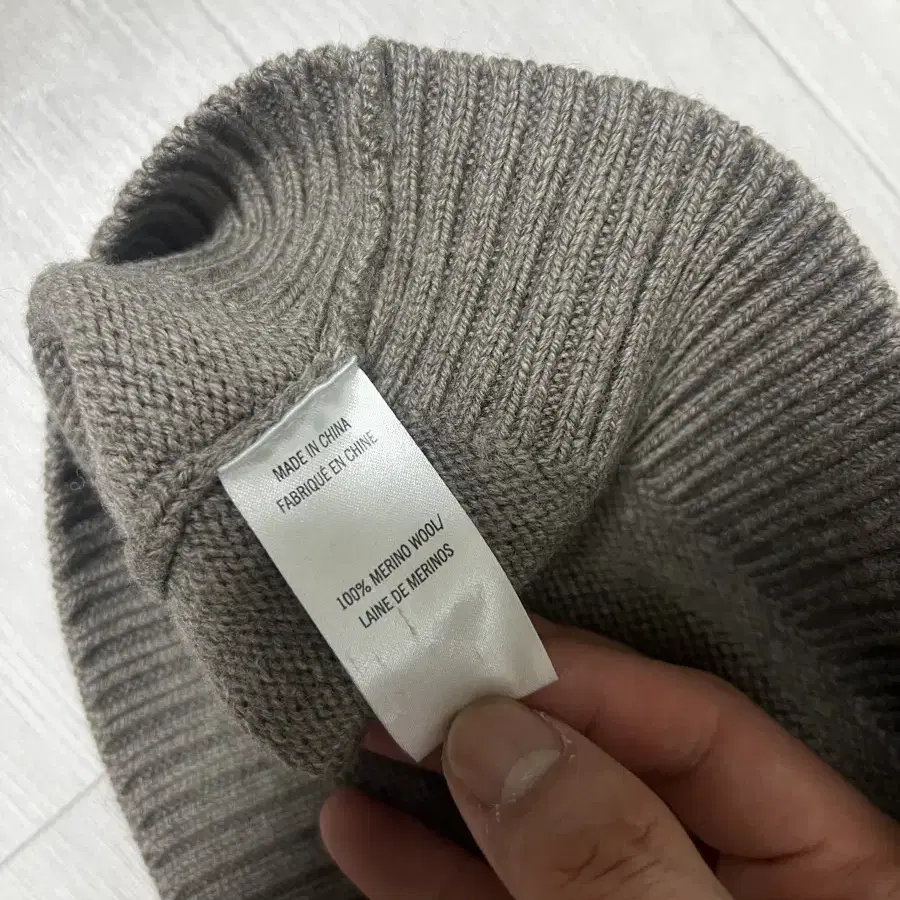 MADE IN CHINA
FABRIQUÉ EN CHINE
100% MERINO WOOL/
LAINE DE MERINOS